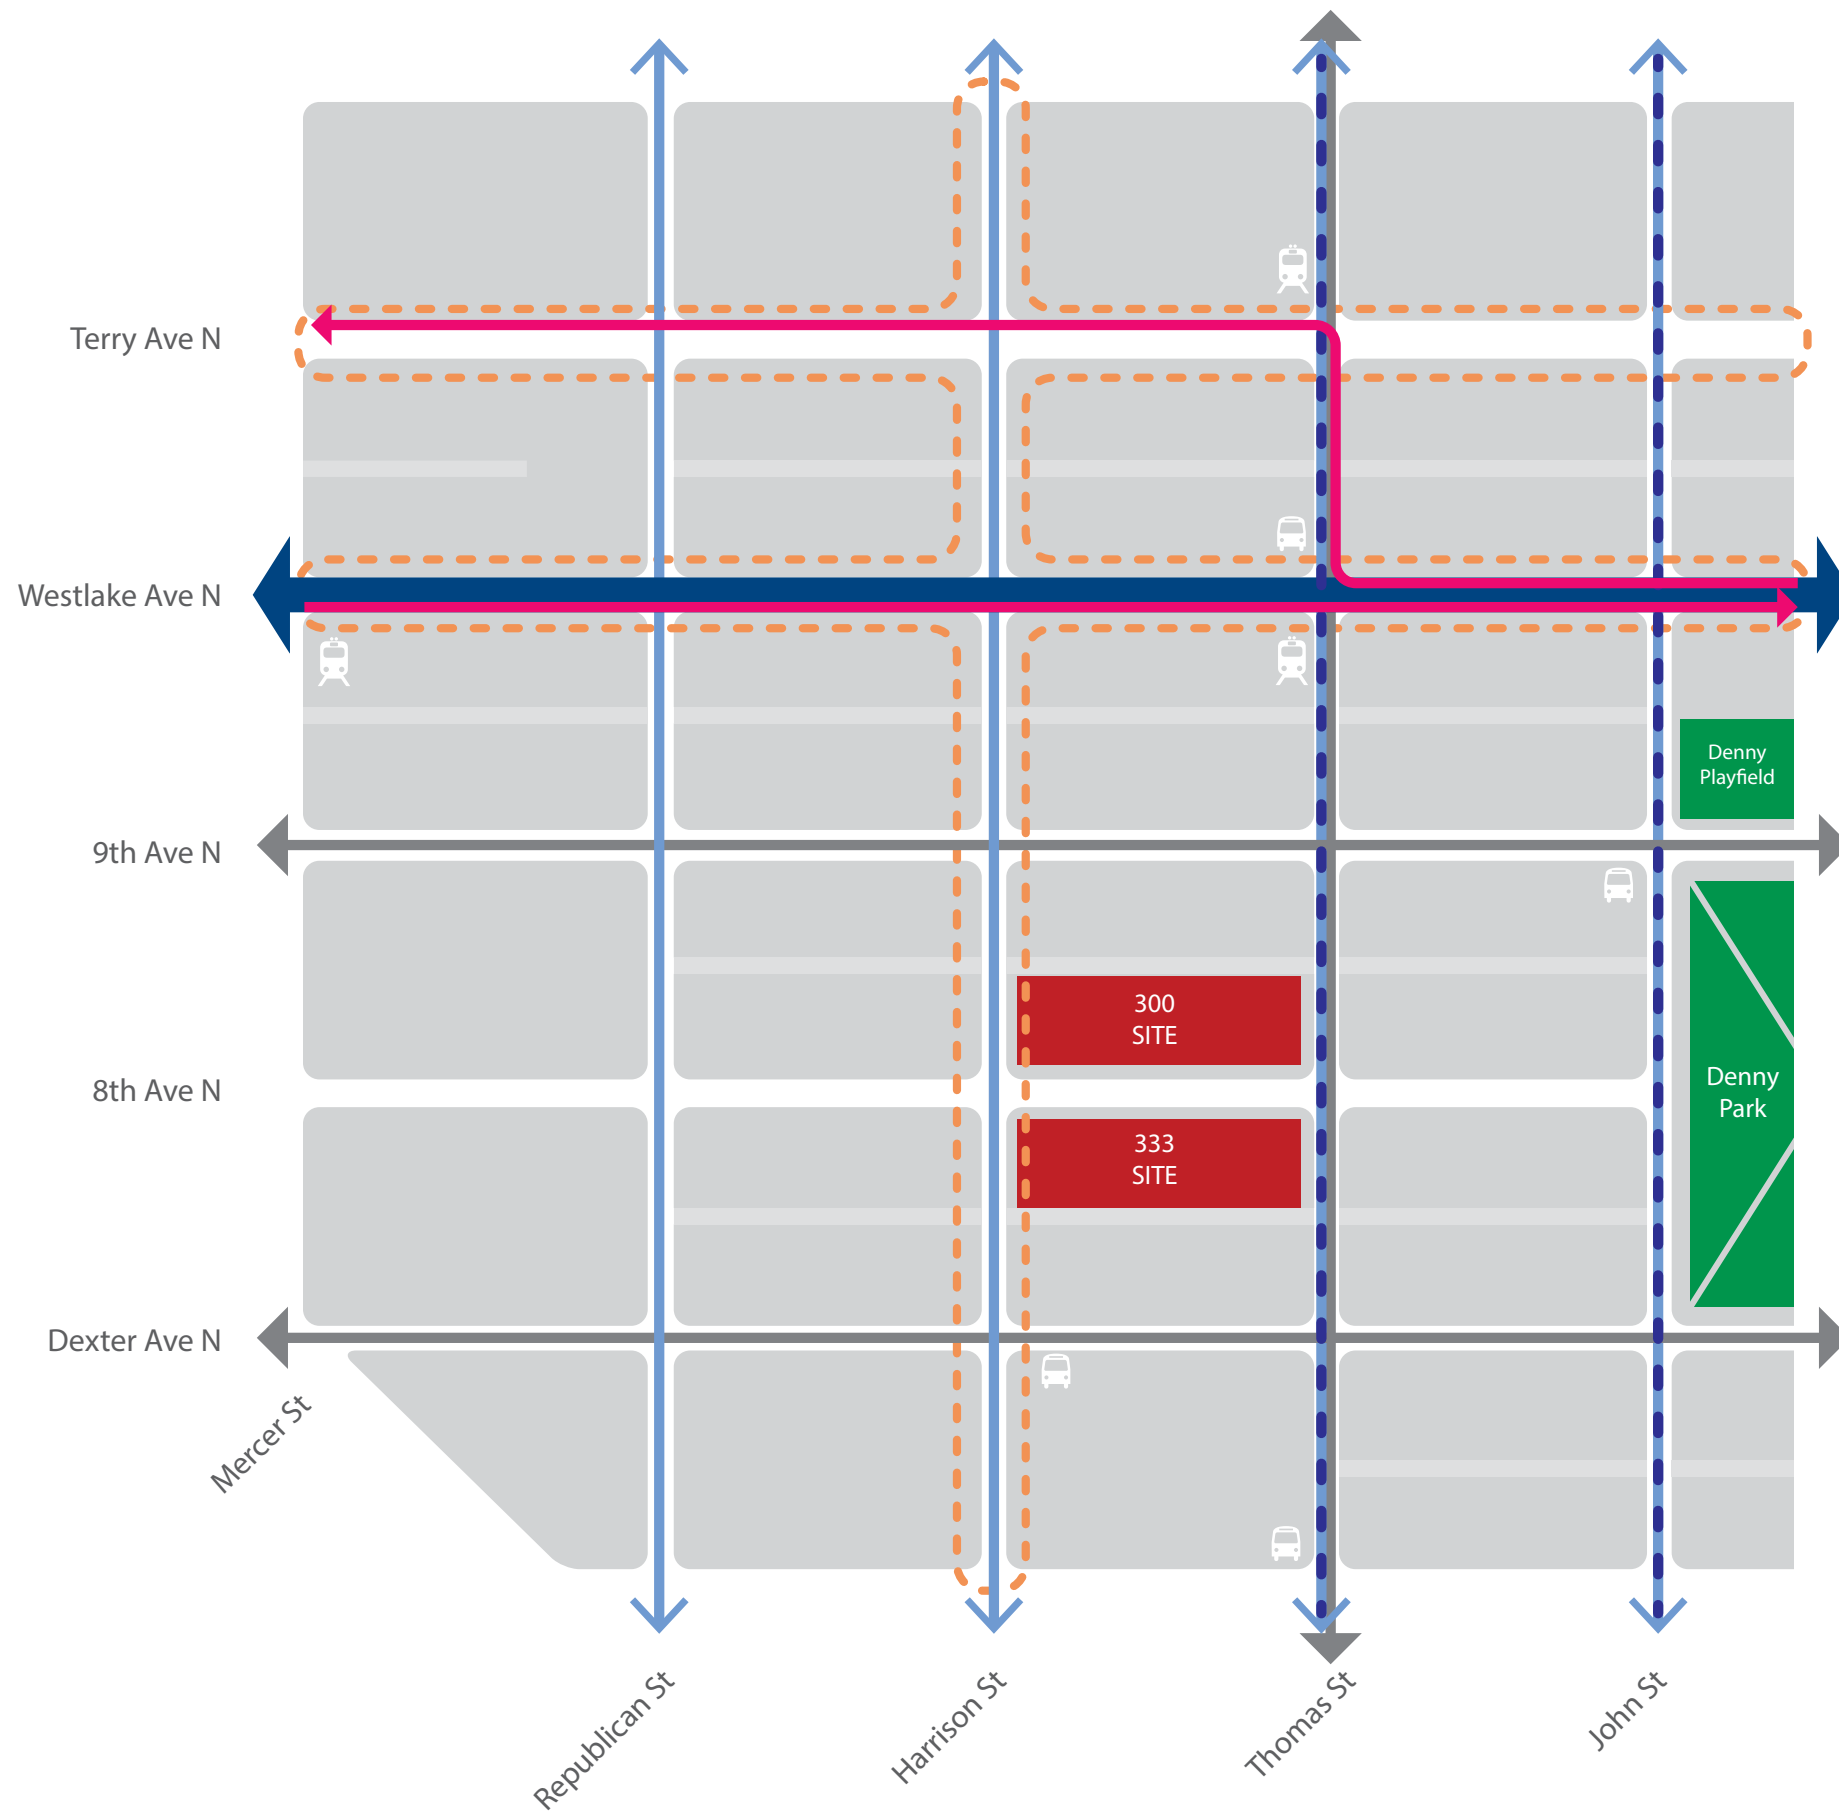 Terry Ave N
Westlake Ave N
Denny
Playfield
9th Ave N
300
SITE
Denny
Park
8th Ave N
333
SITE
Dexter Ave N
Mercer St
Republican St
Harrison St
Thomas St
John St